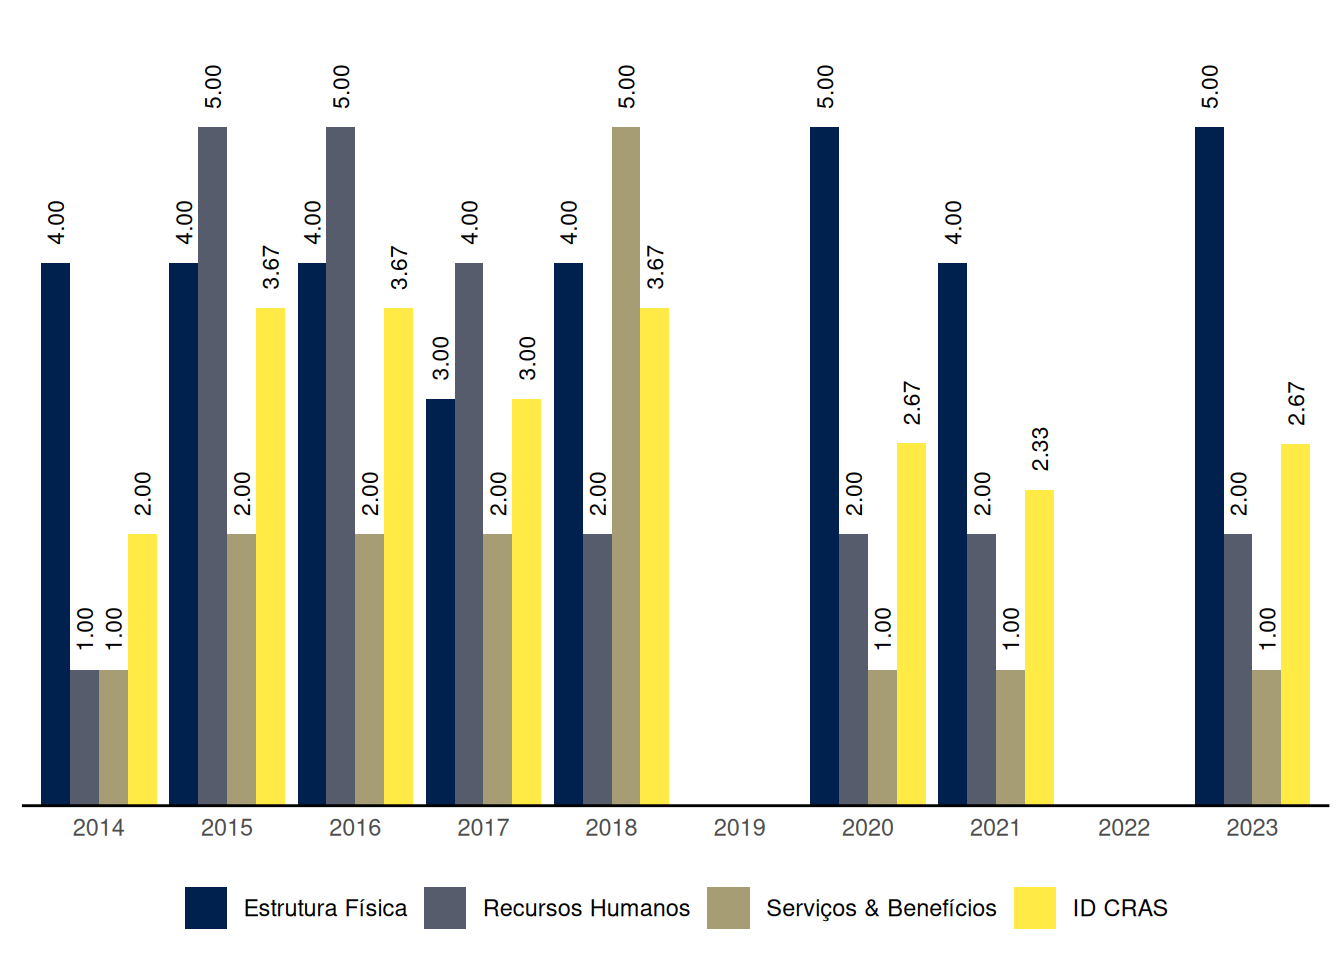 5.00 5.00 5.00 5.00 5.00
4.00 4.00 4.00 4.00 4.00 4.00
3.67 3.67 3.67
3.00 3.00
2.67 2.67
2.33
2.00 2.00 2.00 2.00 2.00 2.00 2.00 2.00
1.00 1.00 1.00 1.00 1.00
2014 2015 2016 2017 2018 2019 2020 2021 2022 2023
Estrutura Física Recursos Humanos Serviços & Benefícios ID CRAS